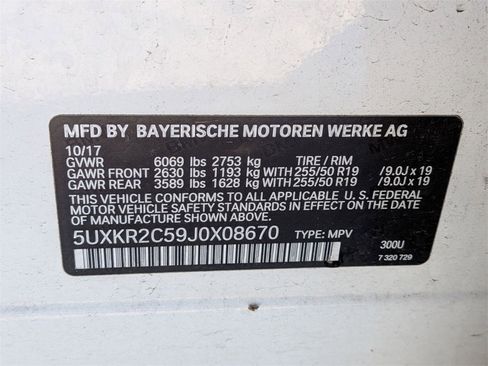 MFD BY BAYERISCHE MOTOREN WERKE AG
10/17
GVWR 6069 lbs 2753 kg TIRE / RIM
GAWR FRONT 2630 lbs 1193 kg WITH 255/50 R19 /9.0J x 19
GAWR REAR 3589 lbs 1628 kg WITH 255/50 R19 /9.0J x 19
THIS VEHICLE CONFORMS TO ALL APPLICABLE U. S. FEDERAL
MOTOR VEHICLE SAFETY STANDARDS IN EFFECT ON THE
DATE OF MANUFACTURE SHOWN ABOVE.
5UXKR2C59J0X08670 TYPE: MPV
300U
7 320 729